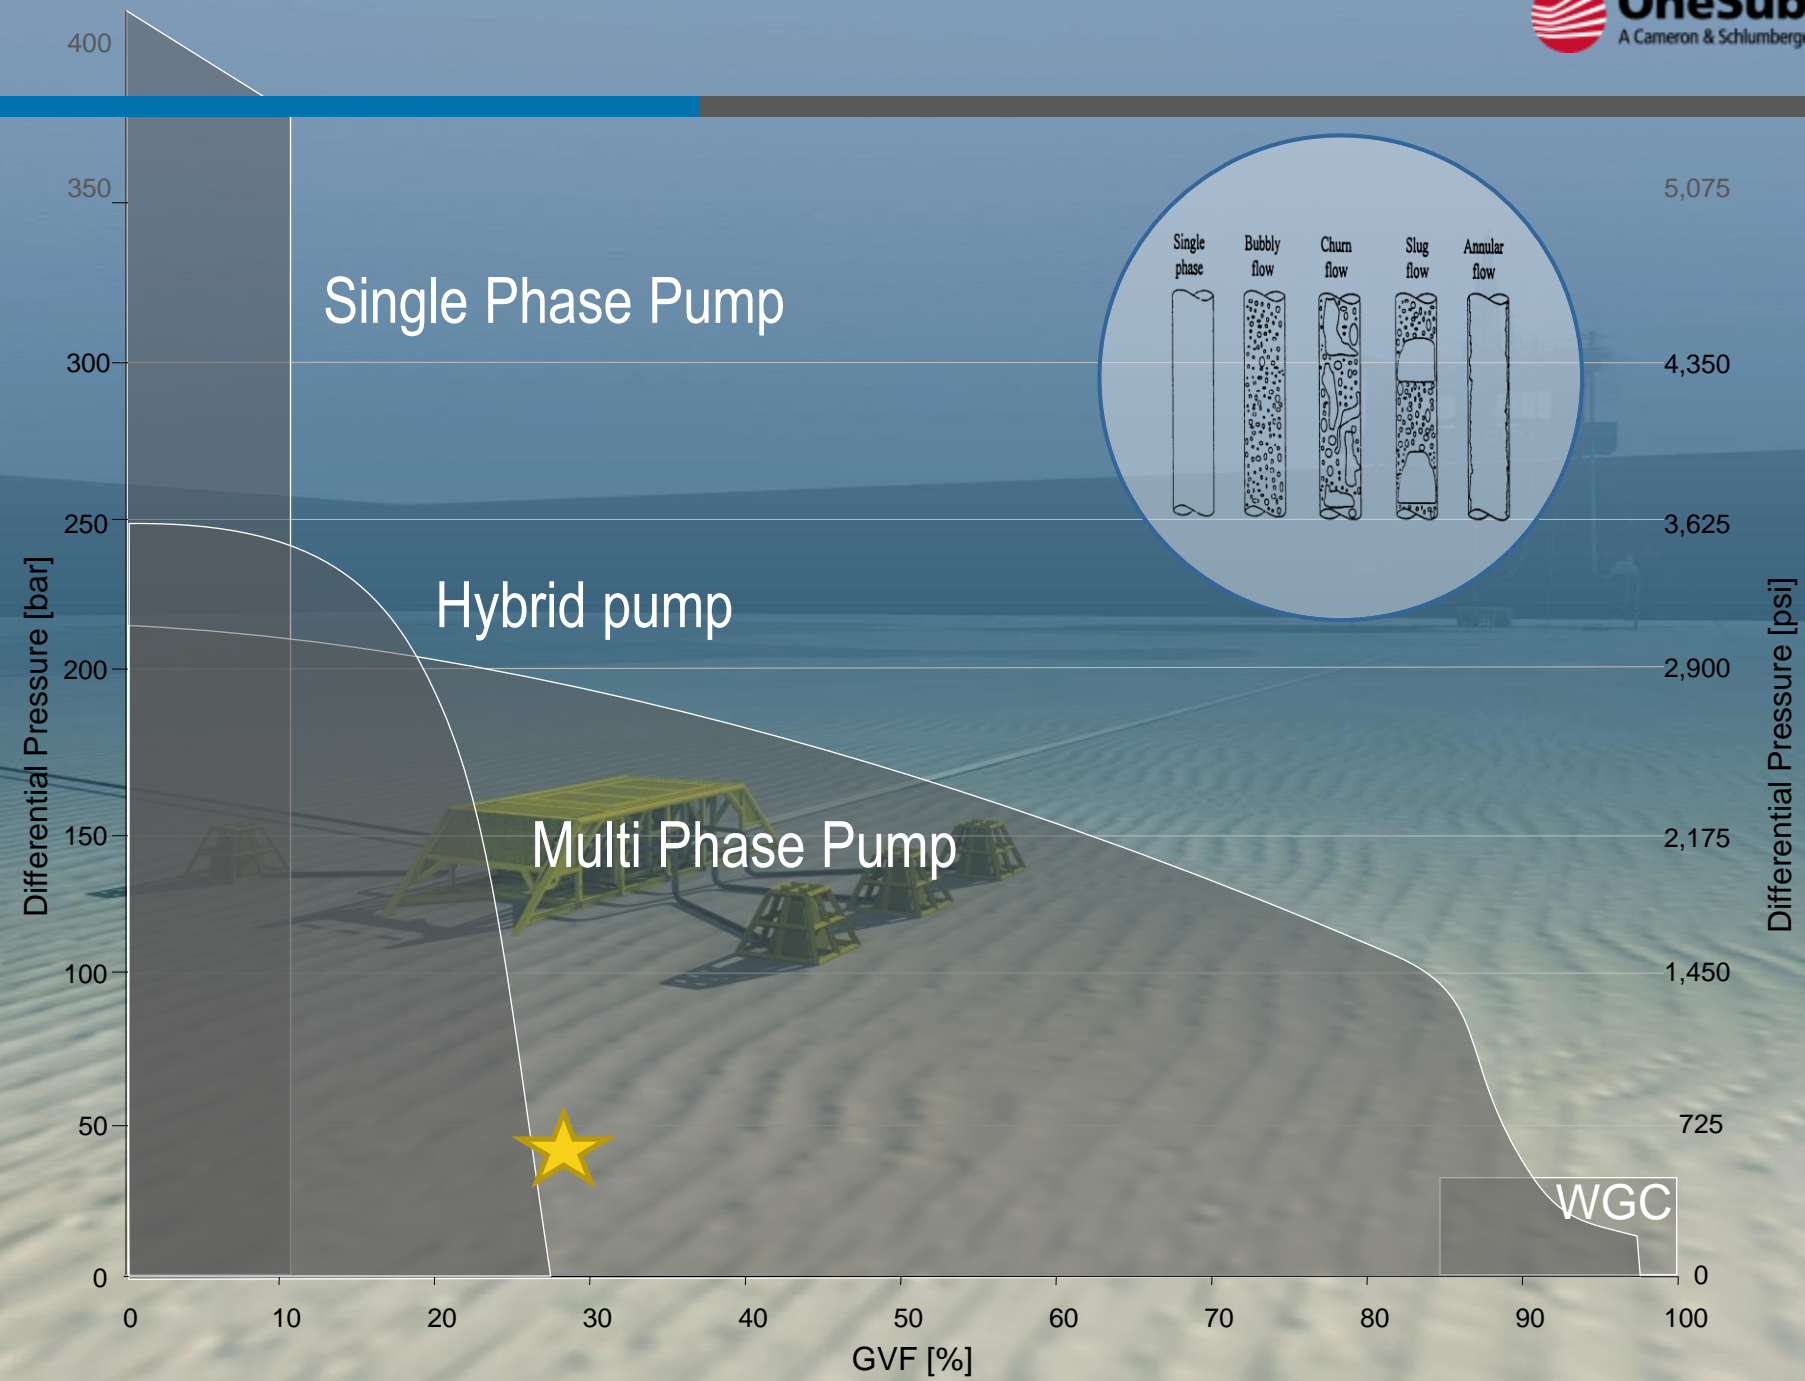 OneSub
A Cameron & Schlumberge
400
350
5,075
Single Bubbly Churn Slug Annular
phase flow flow flow flow
Single Phase Pump
300
4,350
250
3,625
Hybrid pump
200
2,900
Differential Pressure [bar]
Differential Pressure [psi]
Multi Phase Pump
150
2,175
100
1,450
50
725
WGC
0
0
0 10 20 30 40 50 60 70 80 90 100
GVF [%]